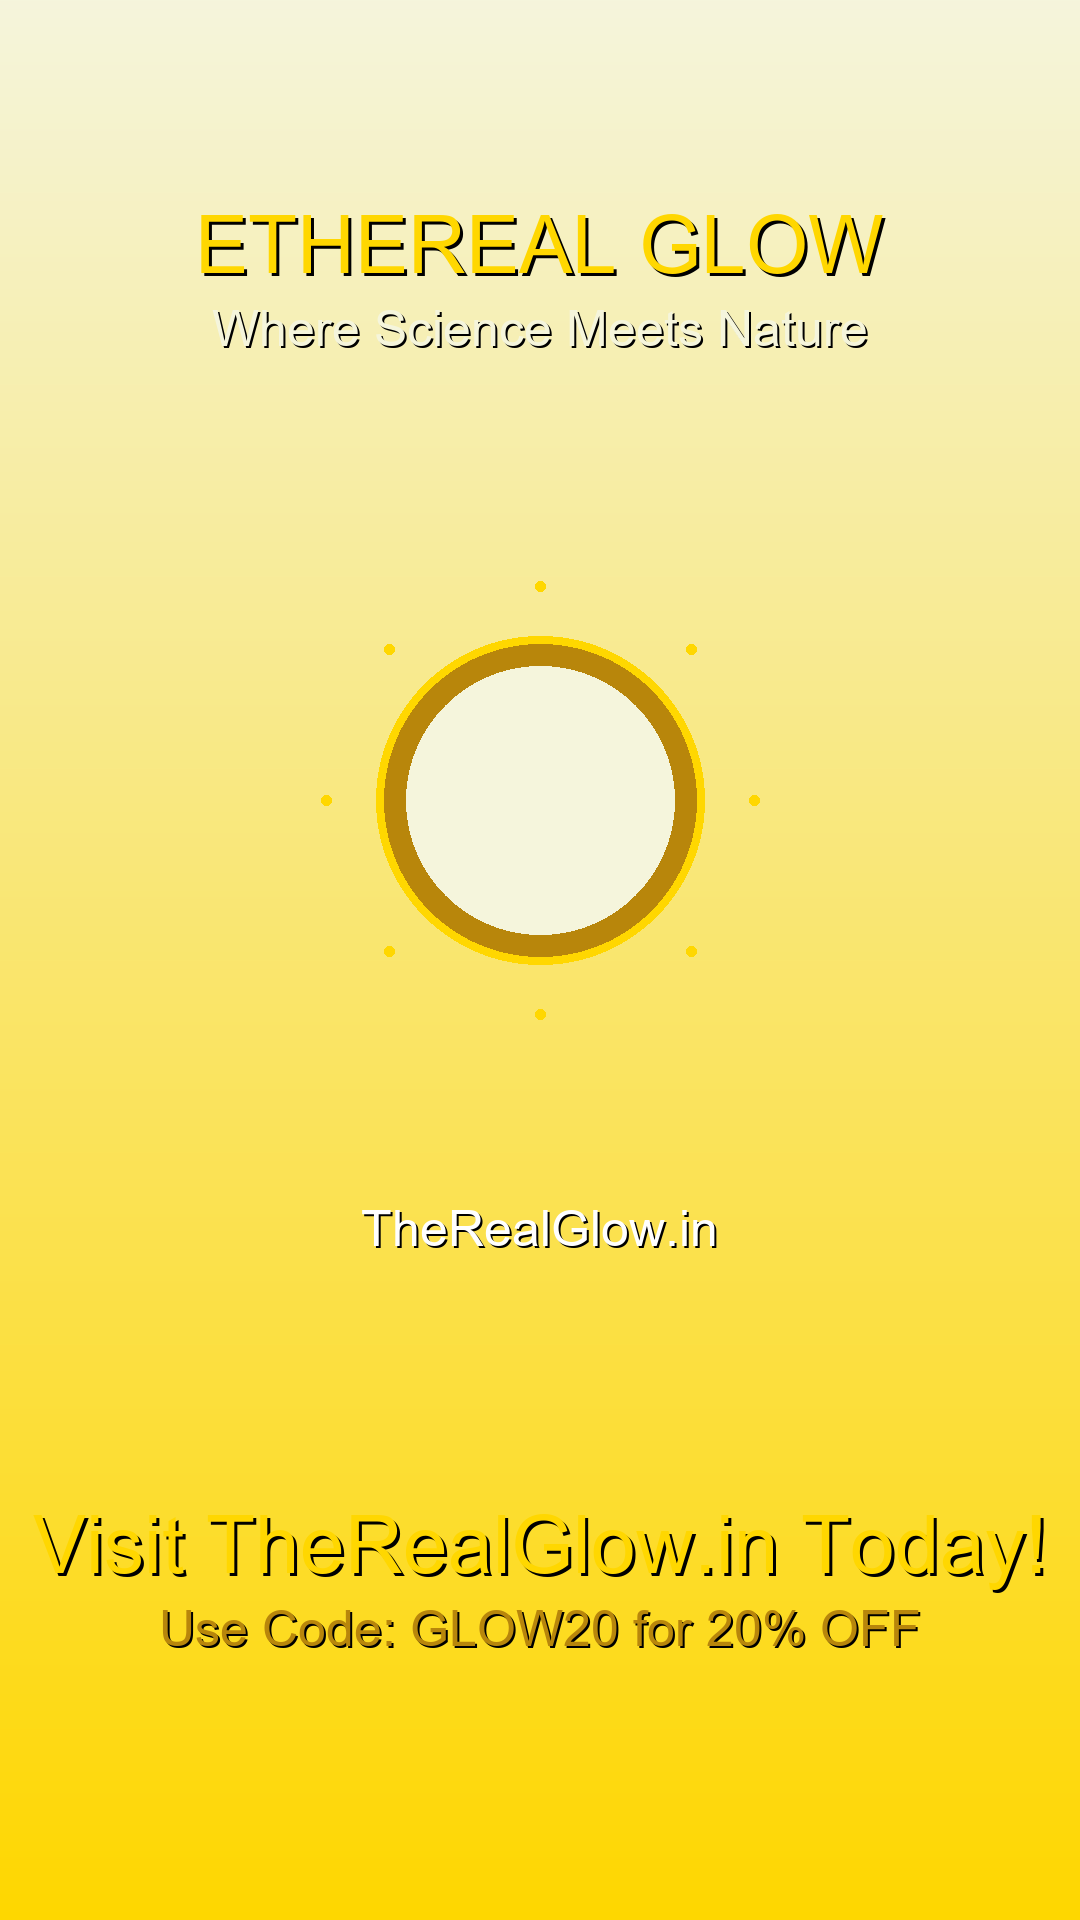 ETHEREAL GLOW
Where Science Meets Nature
TheRealGlow.in
Visit TheRealGlow.in Today!
Use Code: GLOW20 for 20% OFF